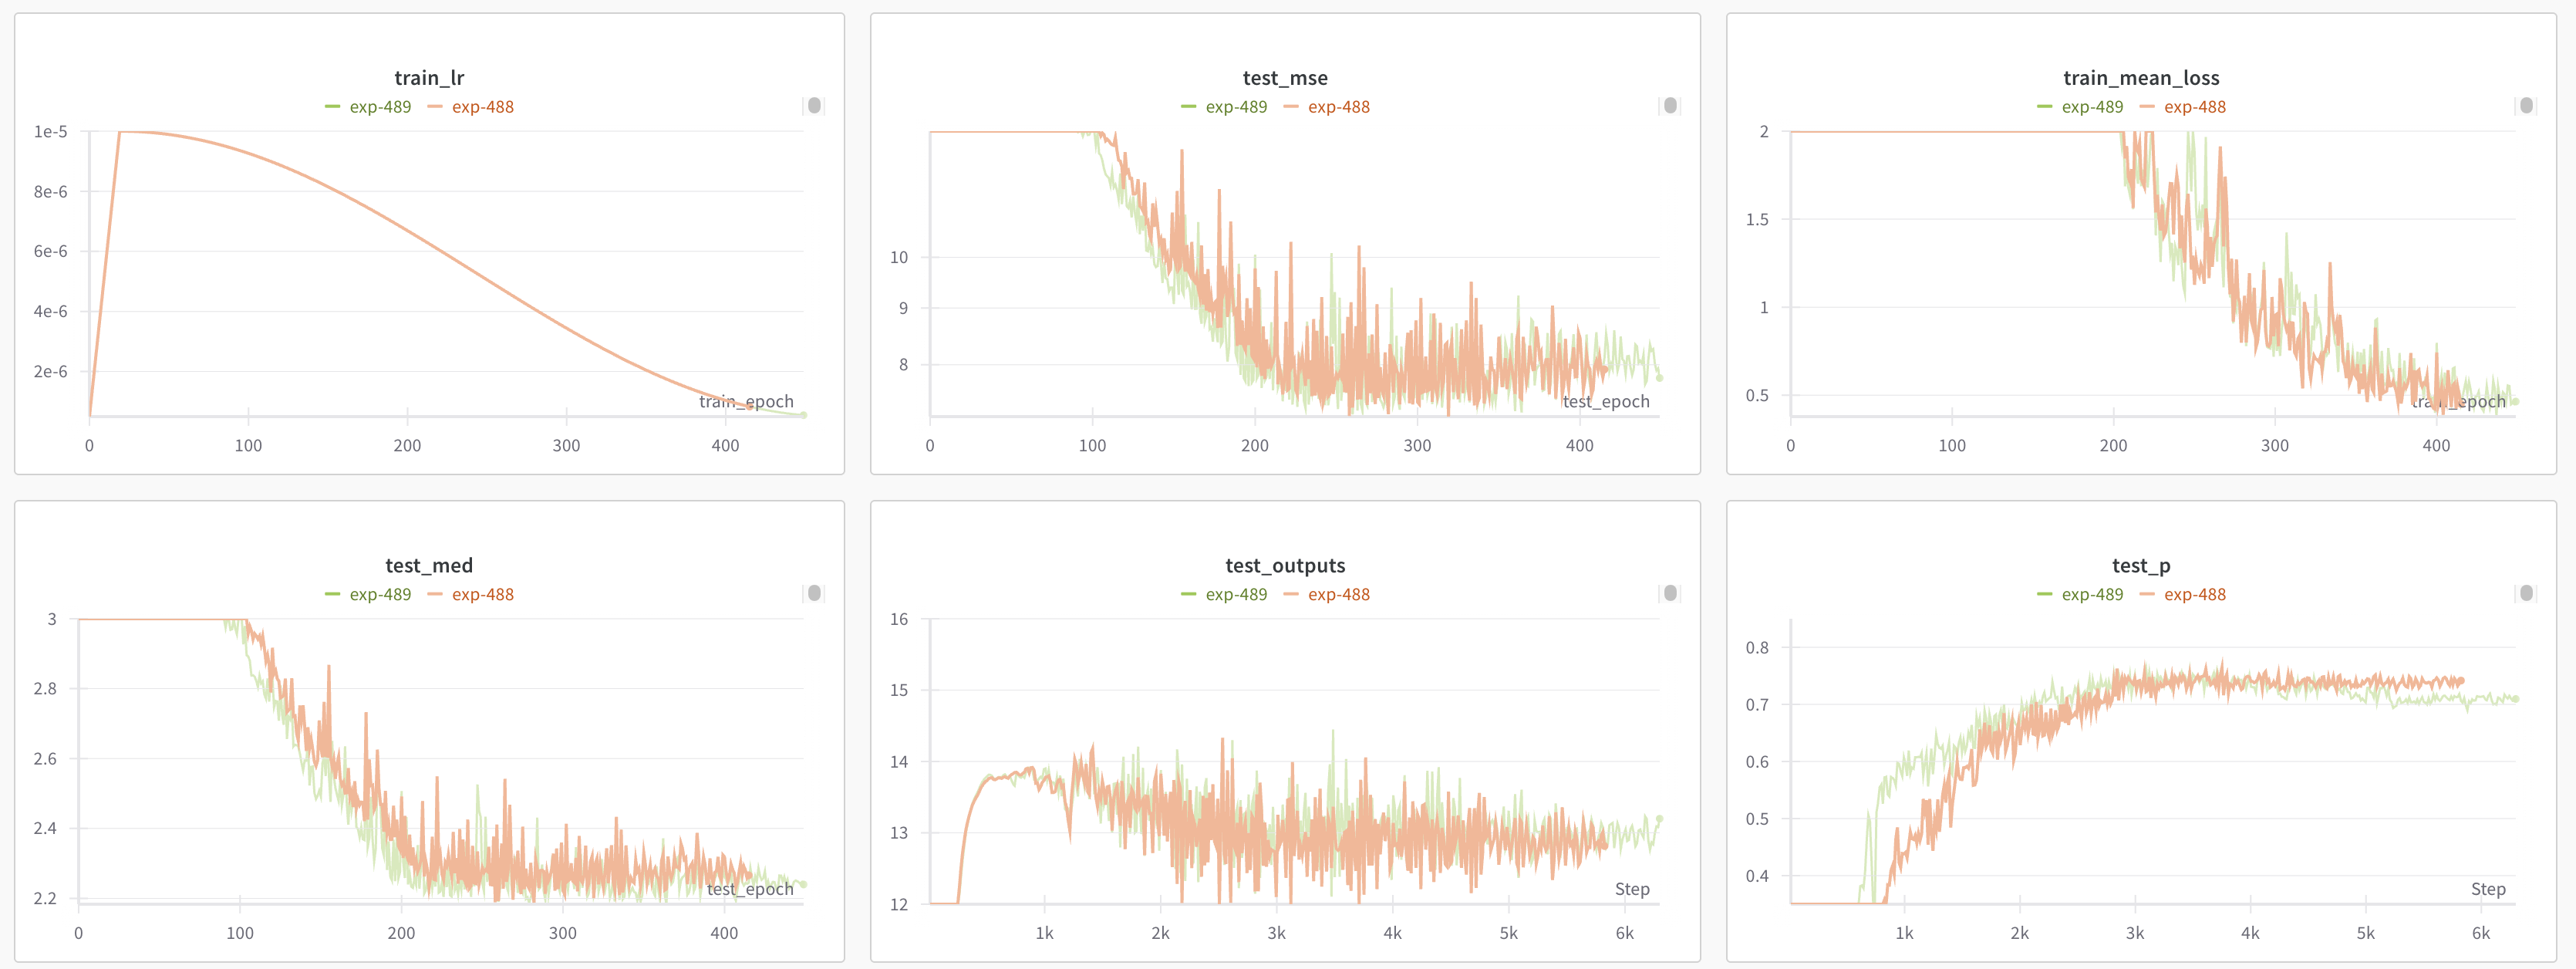 train_lr
exp-489 exp-488
1e-5
8e-6
6e-6
4e-6
2e-6
train_epoch
0 100 200 300 400
test_mse
exp-489 exp-488
10
9
8
test_epoch
0 100 200 300 400
train_mean_loss
exp-489 exp-488
2
1.5
1
0.5
train_epoch
0 100 200 300 400
test_med
exp-489 exp-488
3
2.8
2.6
2.4
2.2
test_epoch
0 100 200 300 400
test_outputs
exp-489 exp-488
16
15
14
13
12
Step
1k 2k 3k 4k 5k 6k
test_p
exp-489 exp-488
0.8
0.7
0.6
0.5
0.4
Step
1k 2k 3k 4k 5k 6k